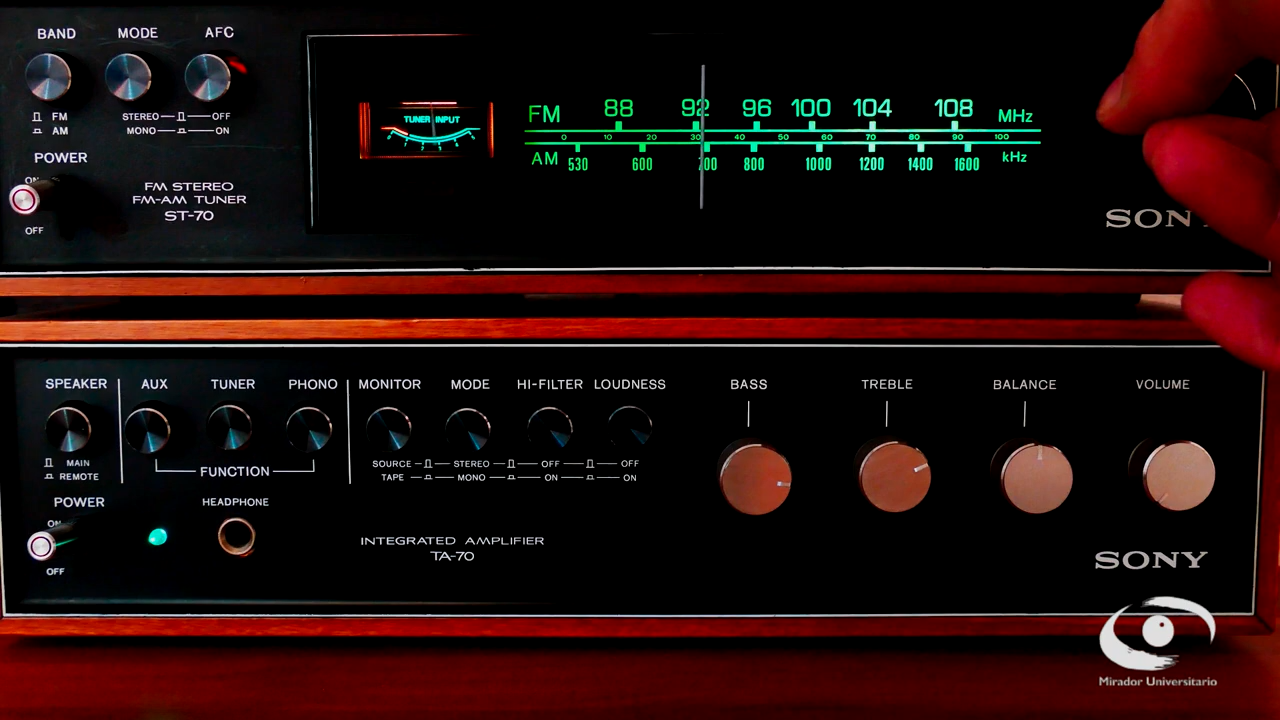 BAND MODE AFC
FM
AM
STEREO OFF
MONO ON
POWER
ON
OFF
FM STEREO
FM-AM TUNER
ST-70
TUNER INPUT
FM 88 92 96 100 104 108 MHz
0 10 20 30 40 50 60 70 80 90 100
AM 530 600 700 800 1000 1200 1400 1600 kHz
SONY
SPEAKER AUX TUNER PHONO MONITOR MODE HI-FILTER LOUDNESS BASS TREBLE BALANCE VOLUME
MAIN
REMOTE
FUNCTION
SOURCE STEREO OFF OFF
TAPE MONO ON ON
POWER
ON
OFF
HEADPHONE
INTEGRATED AMPLIFIER
TA-70
SONY
Mirador Universitario